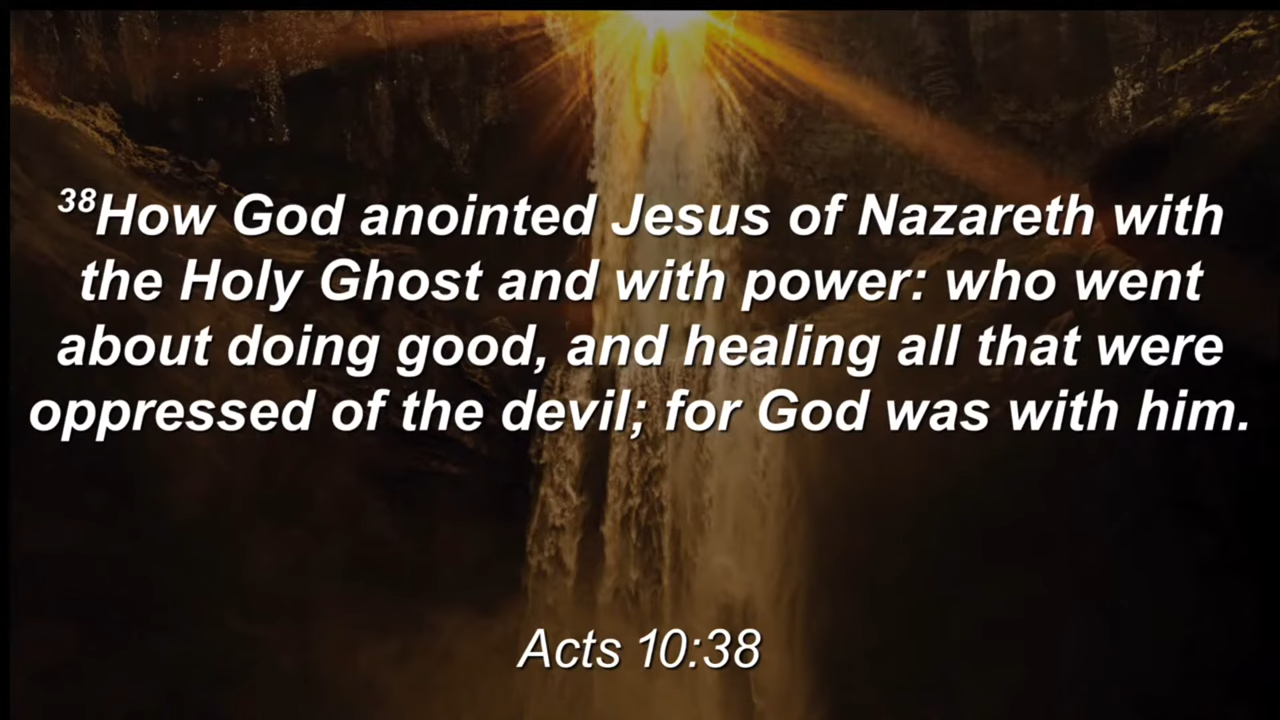 ³⁸How God anointed Jesus of Nazareth with
the Holy Ghost and with power: who went
about doing good, and healing all that were
oppressed of the devil; for God was with him.
Acts 10:38